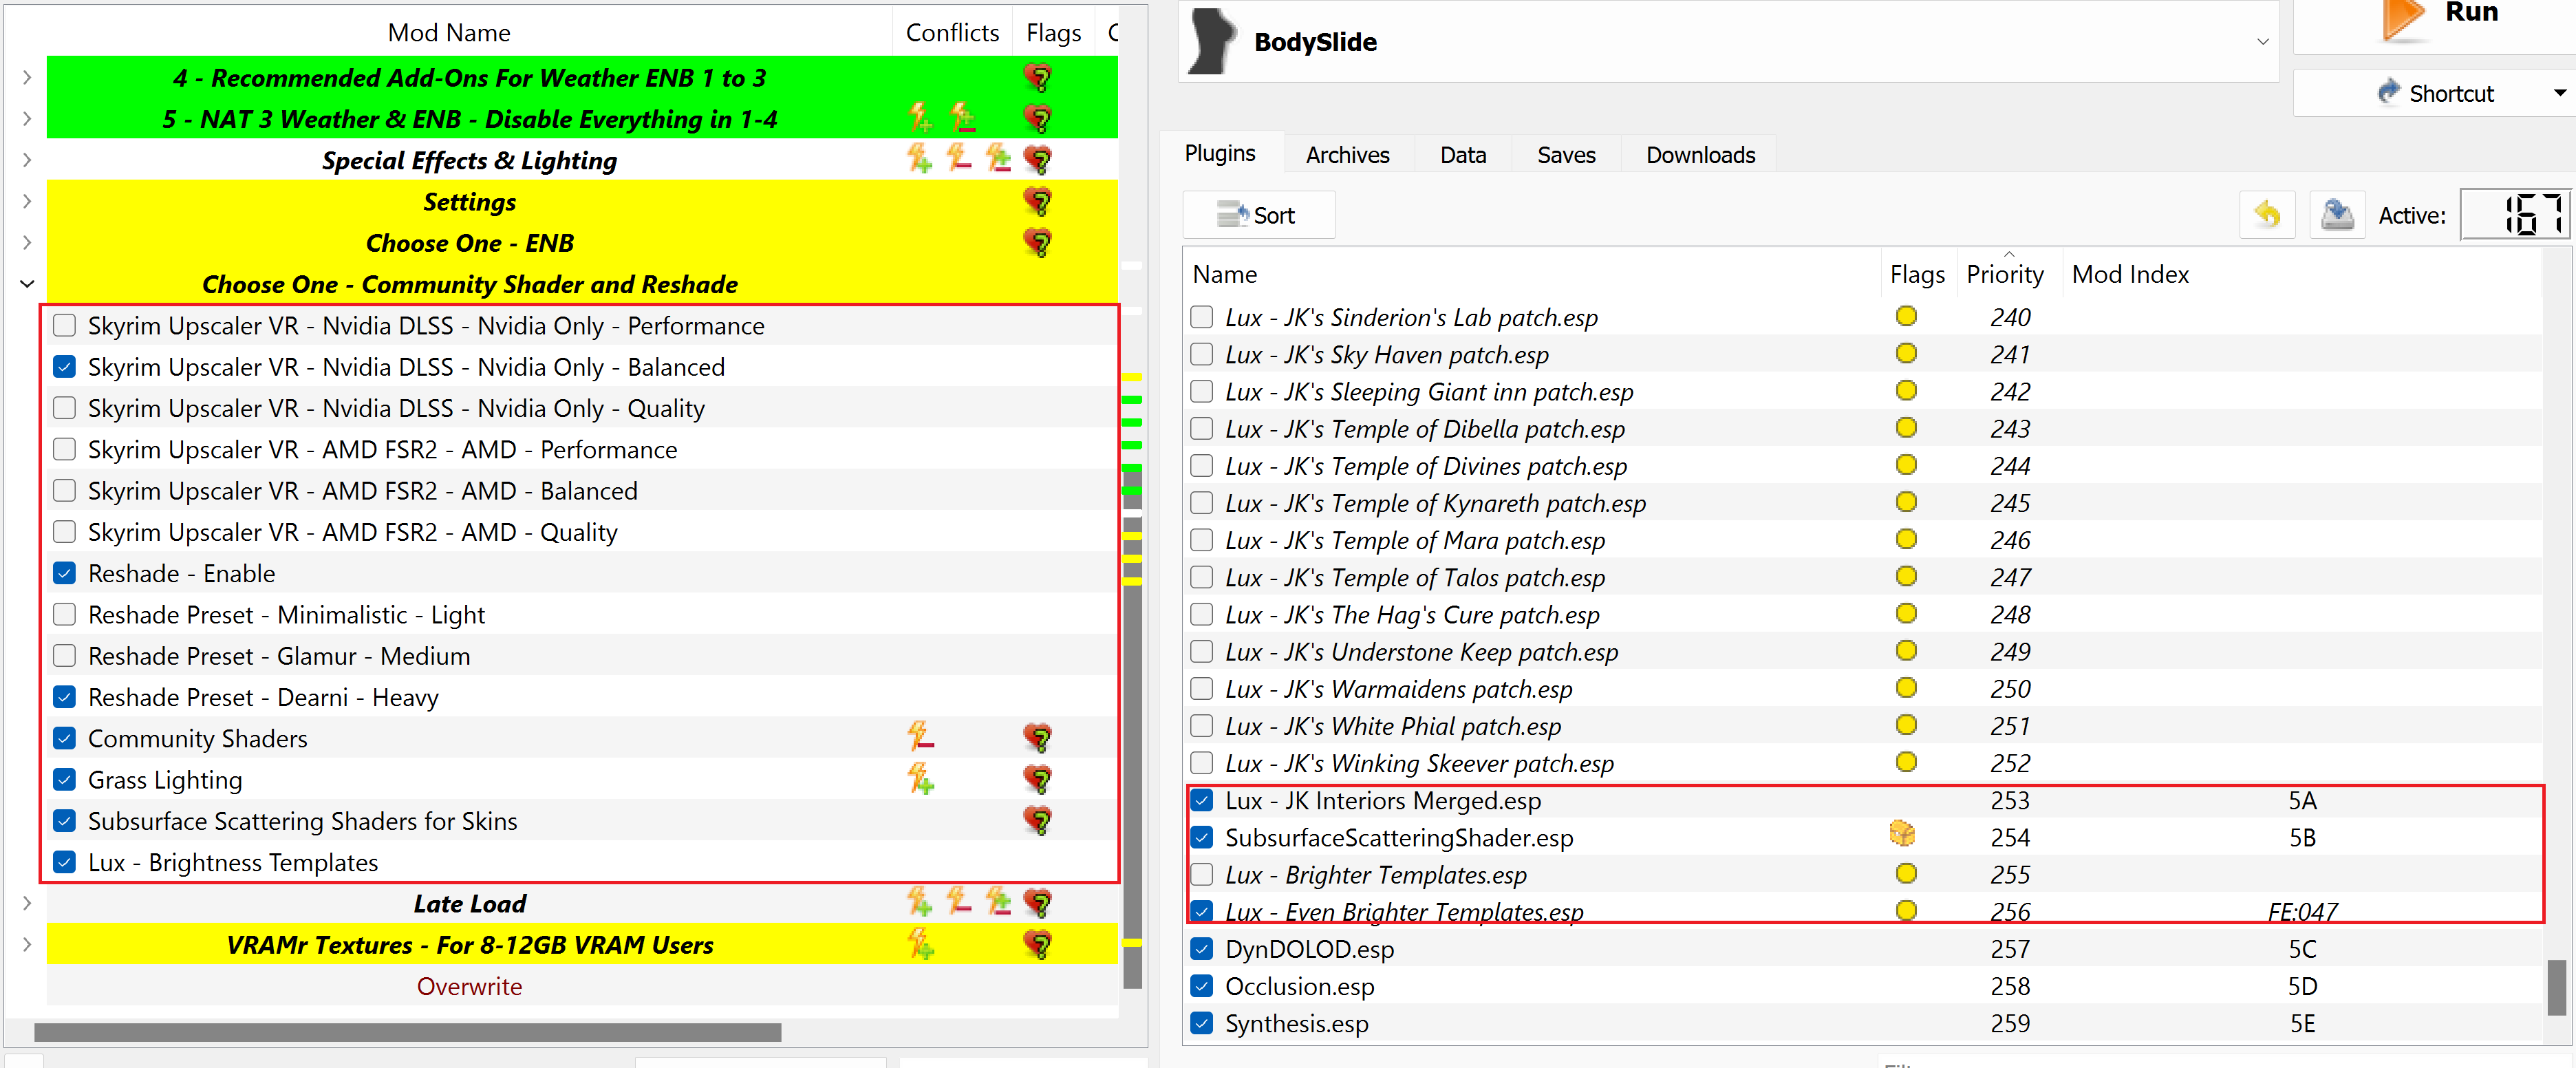 Mod Name Conflicts Flags
4 - Recommended Add-Ons For Weather ENB 1 to 3
5 - NAT 3 Weather & ENB - Disable Everything in 1-4
Special Effects & Lighting
Settings
Choose One - ENB
Choose One - Community Shader and Reshade
Skyrim Upscaler VR - Nvidia DLSS - Nvidia Only - Performance
Skyrim Upscaler VR - Nvidia DLSS - Nvidia Only - Balanced
Skyrim Upscaler VR - Nvidia DLSS - Nvidia Only - Quality
Skyrim Upscaler VR - AMD FSR2 - AMD - Performance
Skyrim Upscaler VR - AMD FSR2 - AMD - Balanced
Skyrim Upscaler VR - AMD FSR2 - AMD - Quality
Reshade - Enable
Reshade Preset - Minimalistic - Light
Reshade Preset - Glamur - Medium
Reshade Preset - Dearni - Heavy
Community Shaders
Grass Lighting
Subsurface Scattering Shaders for Skins
Lux - Brightness Templates
Late Load
VRAMr Textures - For 8-12GB VRAM Users
Overwrite
BodySlide
Run
Shortcut
Plugins Archives Data Saves Downloads
Sort Active: 167
Name Flags Priority Mod Index
Lux - JK's Sinderion's Lab patch.esp 240
Lux - JK's Sky Haven patch.esp 241
Lux - JK's Sleeping Giant inn patch.esp 242
Lux - JK's Temple of Dibella patch.esp 243
Lux - JK's Temple of Divines patch.esp 244
Lux - JK's Temple of Kynareth patch.esp 245
Lux - JK's Temple of Mara patch.esp 246
Lux - JK's Temple of Talos patch.esp 247
Lux - JK's The Hag's Cure patch.esp 248
Lux - JK's Understone Keep patch.esp 249
Lux - JK's Warmaidens patch.esp 250
Lux - JK's White Phial patch.esp 251
Lux - JK's Winking Skeever patch.esp 252
Lux - JK Interiors Merged.esp 253 5A
SubsurfaceScatteringShader.esp 254 5B
Lux - Brighter Templates.esp 255
Lux - Even Brighter Templates.esp 256 FE:047
DynDOLOD.esp 257 5C
Occlusion.esp 258 5D
Synthesis.esp 259 5E